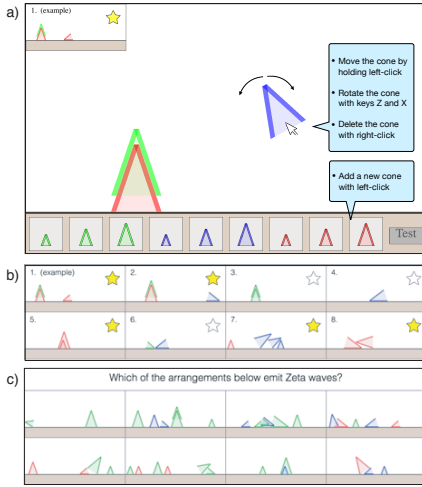 a)
1. (example)
• Move the cone by
holding left-click
• Rotate the cone
with keys Z and X
• Delete the cone
with right-click
• Add a new cone
with left-click
Test
b)
1. (example)
2.
3.
4.
5.
6.
7.
8.
c)
Which of the arrangements below emit Zeta waves?